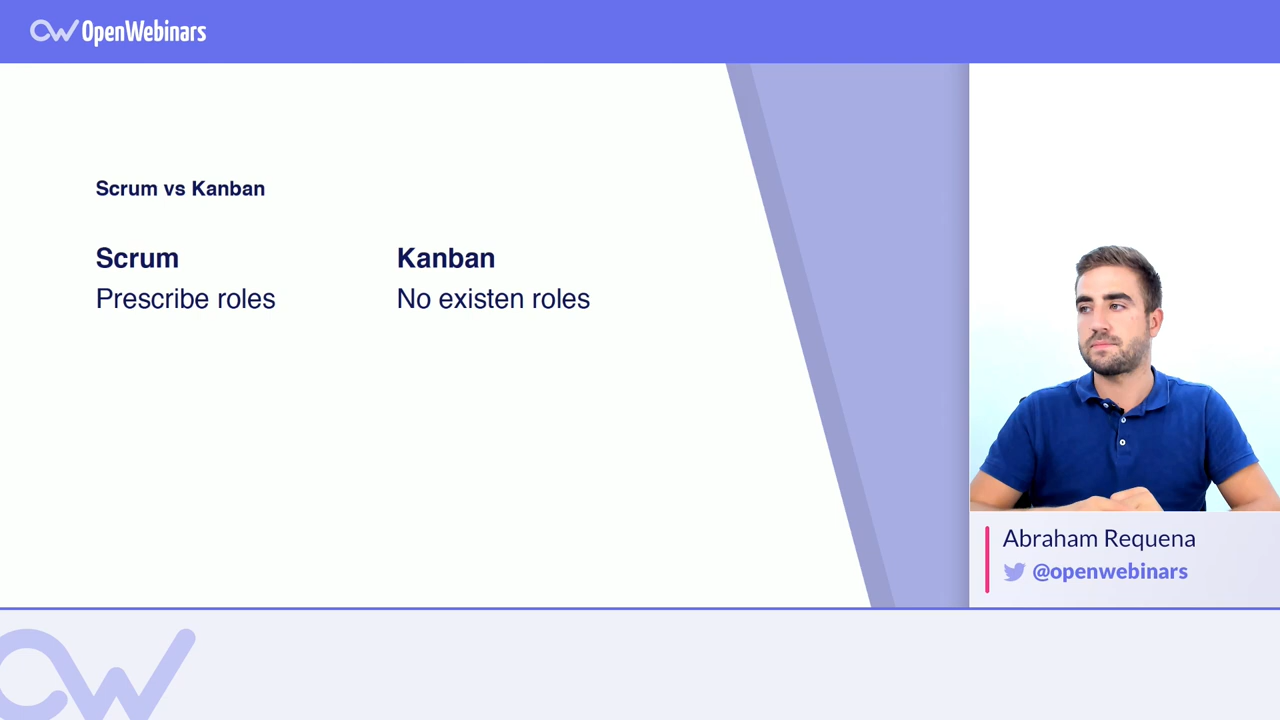 OpenWebinars
Scrum vs Kanban
Scrum
Kanban
Prescribe roles
No existen roles
Abraham Requena
@openwebinars